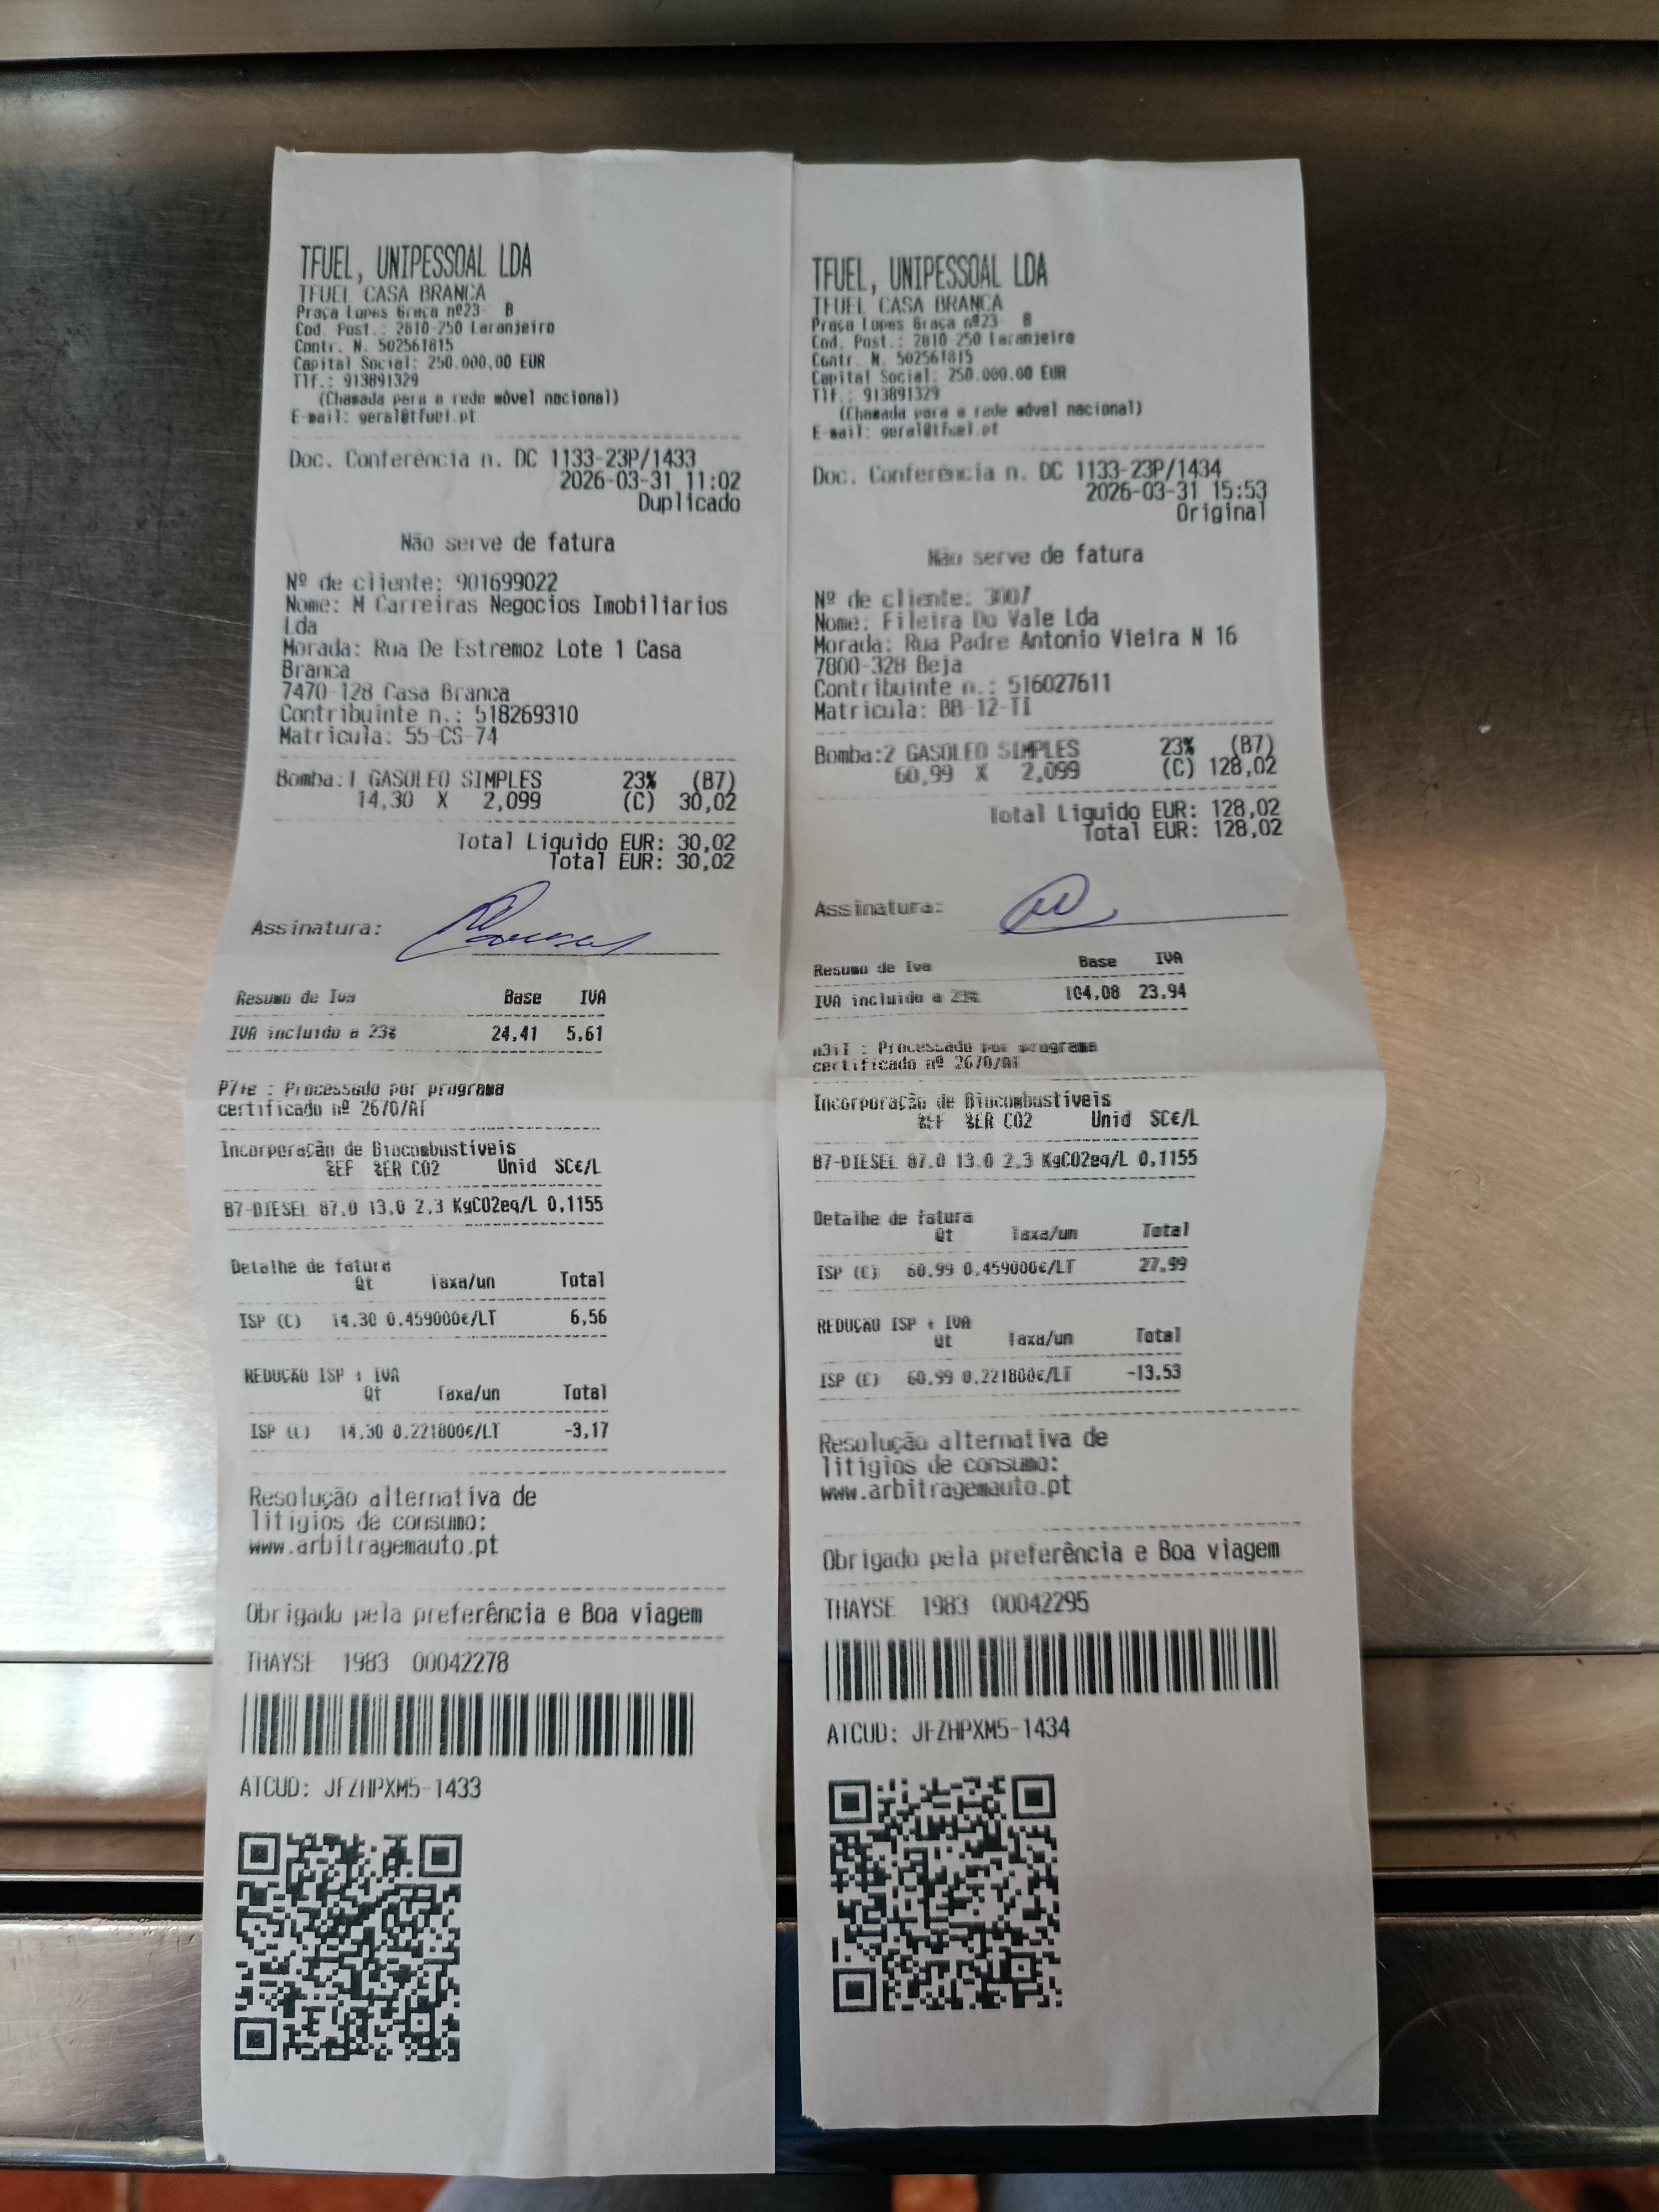 TFUEL, UNIPESSOAL LDA
TFUEL CASA BRANCA
Praça Lopes Graça nº23  B
Cod. Post.: 2810-250 Laranjeiro
Contr. N. 502561815
Capital Social: 250.000,00 EUR
Tlf.: 913891329
(Chamada para a rede móvel nacional)
E-mail: geral@tfuel.pt
Doc. Conferência n. DC 1133-23P/1433
2026-03-31 11:02
Duplicado
Não serve de fatura
Nº de cliente: 901699022
Nome: M Carreiras Negocios Imobiliarios
Lda
Morada: Rua De Estremoz Lote 1 Casa
Branca
7470-128 Casa Branca
Contribuinte n.: 518269310
Matricula: 55-CS-74
Bomba:1 GASOLEO SIMPLES 23% (B7)
14,30 X 2,099 (C) 30,02
Total Liquido EUR: 30,02
Total EUR: 30,02
Assinatura:
Resumo de Iva Base IVA
IVA incluido a 23% 24,41 5,61
P7+e : Processado por programa
certificado nº 2670/AT
Incorporação de Biocombustíveis
%EF %ER CO2 Unid SC€/L
B7-DIESEL 87.0 13.0 2.3 KgCO2eq/L 0,1155
Detalhe de fatura
Qt Taxa/un Total
ISP (C) 14.30 0.459000€/LT 6,56
REDUÇÃO ISP + IVA
Qt Taxa/un Total
ISP (C) 14.30 0.221800€/LT -3,17
Resolução alternativa de
litígios de consumo:
www.arbitragemauto.pt
Obrigado pela preferência e Boa viagem
THAYSE 1983 00042278
ATCUD: JFZHPXM5-1433
TFUEL, UNIPESSOAL LDA
TFUEL CASA BRANCA
Praça Lopes Graça nº23  B
Cod. Post.: 2810-250 Laranjeiro
Contr. N. 502561815
Capital Social: 250.000.00 EUR
Tlf.: 913891329
(Chamada para a rede móvel nacional)
E-mail: geral@tfuel.pt
Doc. Conferência n. DC 1133-23P/1434
2026-03-31 15:53
Original
Não serve de fatura
Nº de cliente: 3007
Nome: Fileira Do Vale Lda
Morada: Rua Padre Antonio Vieira N 16
7800-328 Beja
Contribuinte n.: 516027611
Matricula: BB-12-TI
Bomba:2 GASOLEO SIMPLES 23% (B7)
60,99 X 2,099 (C) 128,02
Total Liquido EUR: 128,02
Total EUR: 128,02
Assinatura:
Resumo de Iva Base IVA
IVA incluido a 23% 104,08 23,94
n3iT : Processado por programa
certificado nº 2670/AT
Incorporação de Biocombustíveis
%EF %ER CO2 Unid SC€/L
B7-DIESEL 87.0 13.0 2.3 KgCO2eq/L 0,1155
Detalhe de fatura
Qt Taxa/un Total
ISP (C) 60.99 0.459000€/LT 27,99
REDUÇÃO ISP + IVA
Qt Taxa/un Total
ISP (C) 60.99 0.221800€/LT -13,53
Resolução alternativa de
litígios de consumo:
www.arbitragemauto.pt
Obrigado pela preferência e Boa viagem
THAYSE 1983 00042295
ATCUD: JFZHPXM5-1434